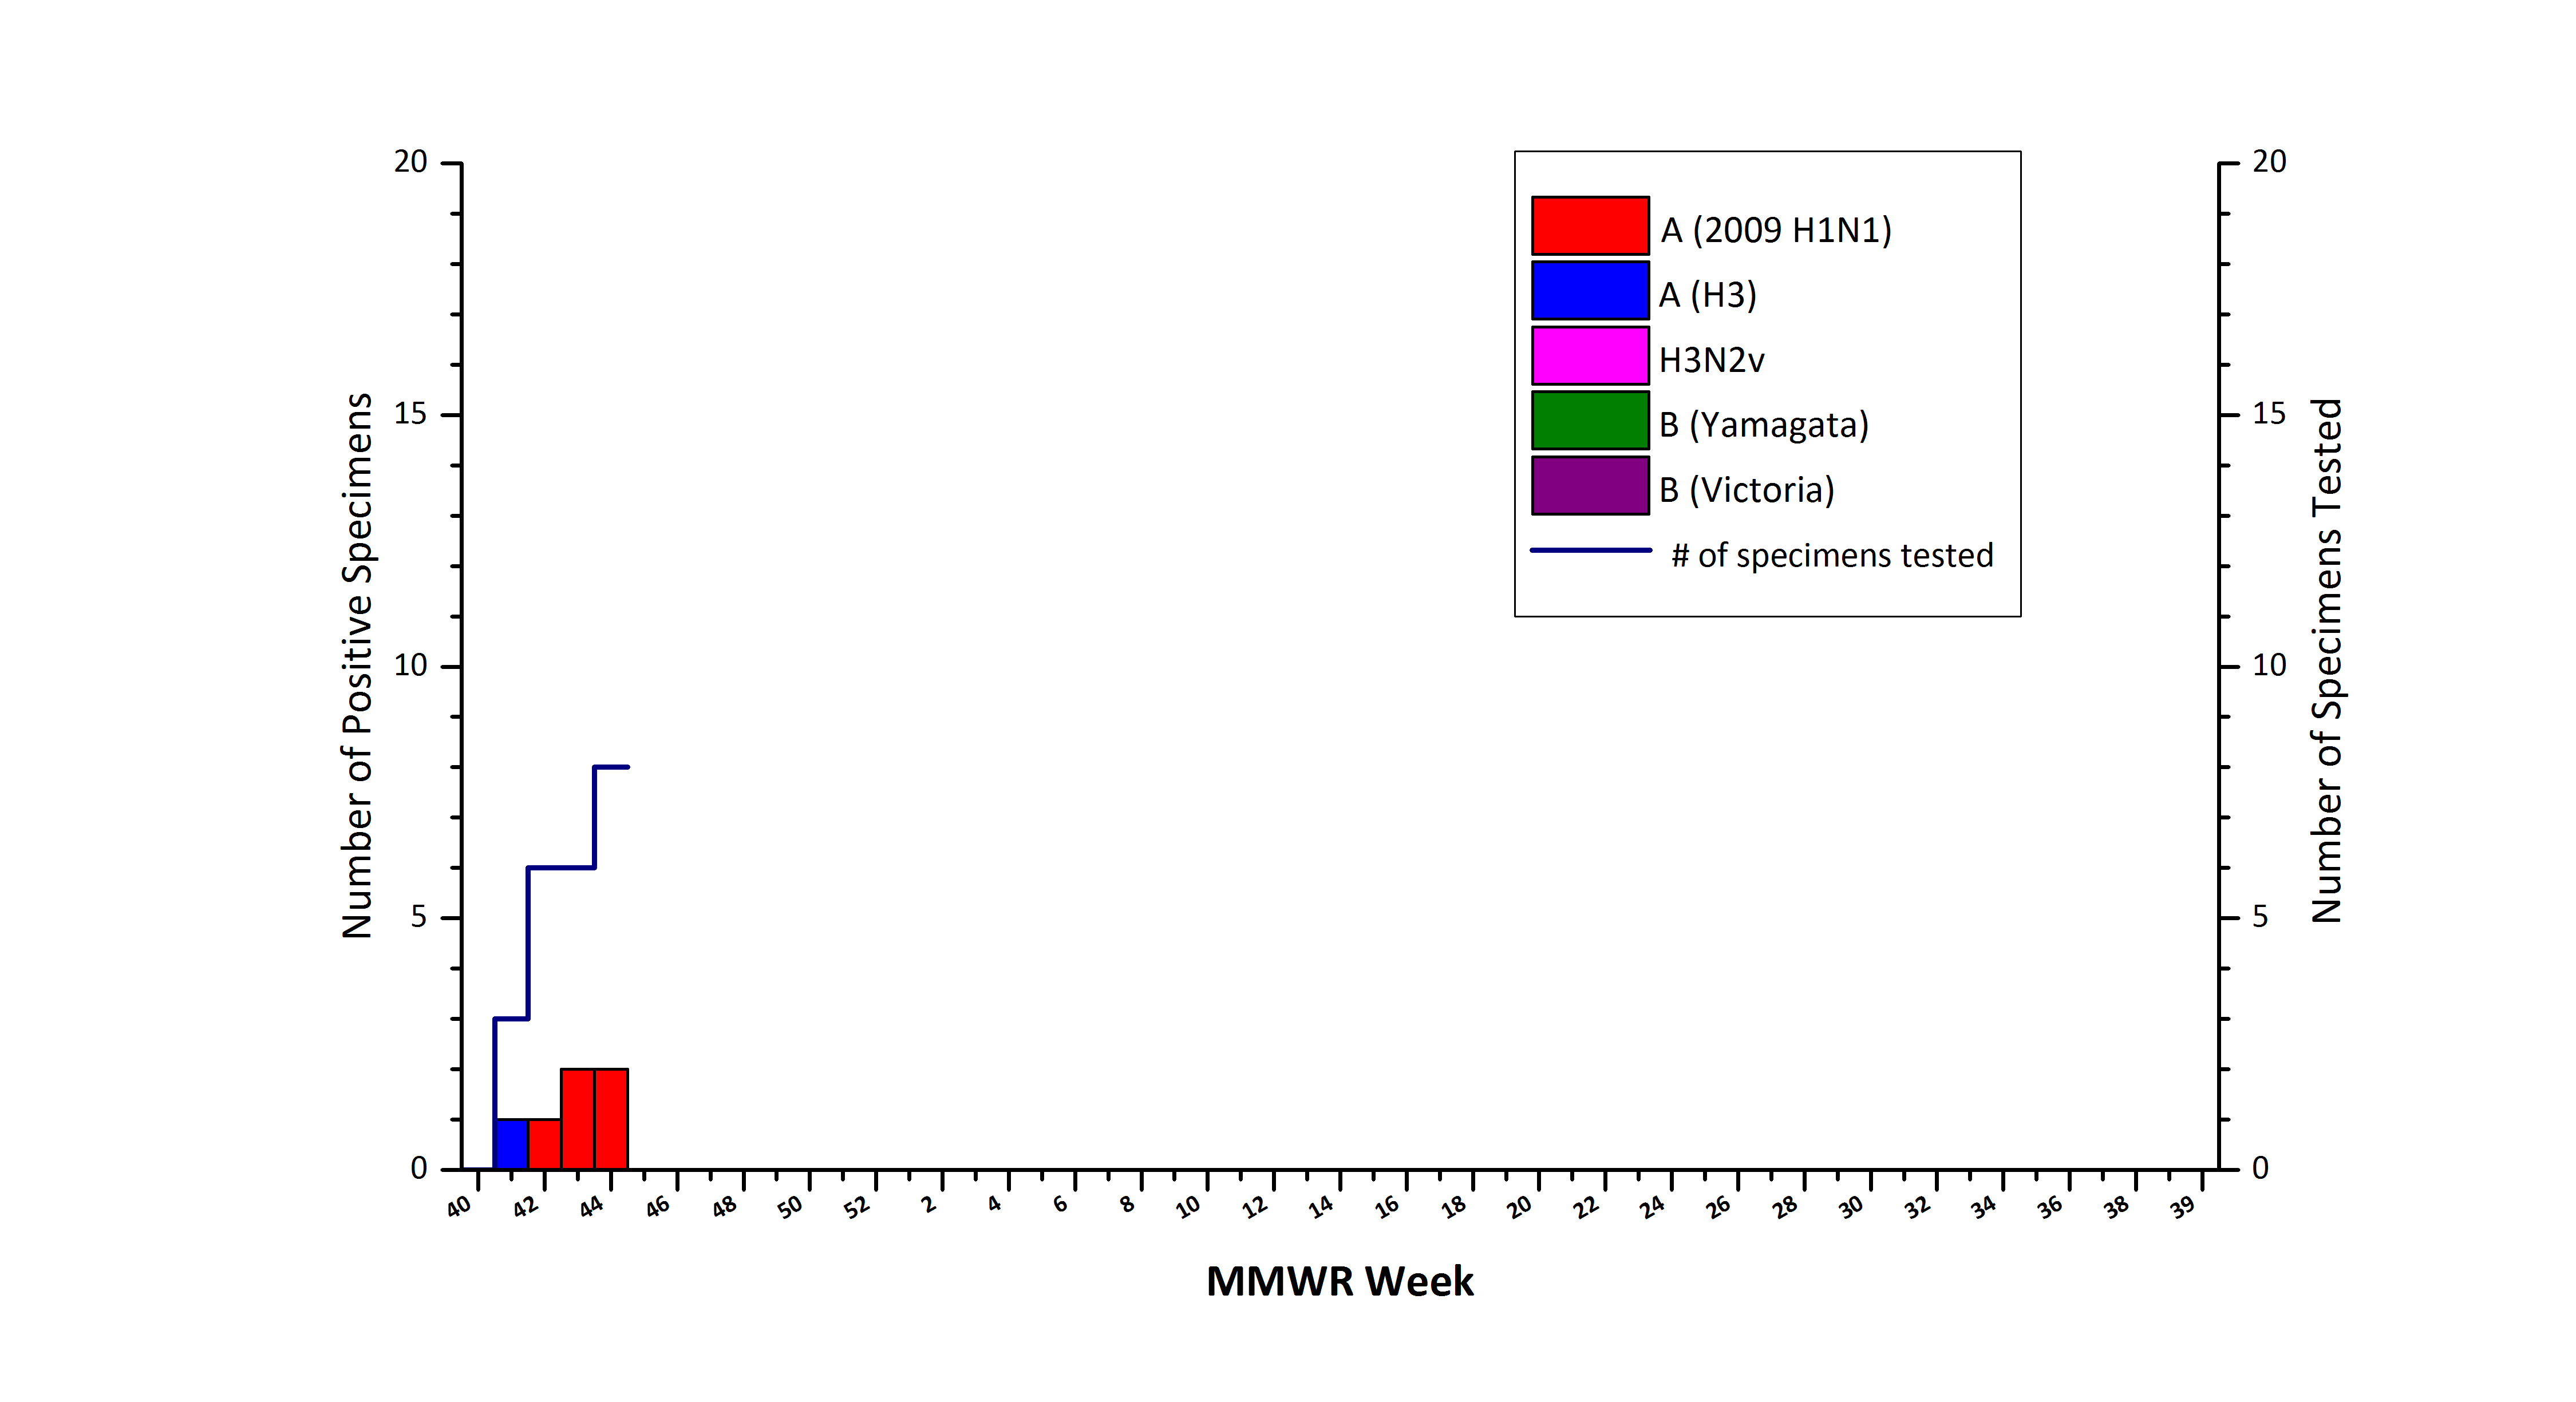 20
15
10
5
0
Number of Positive Specimens
A (2009 H1N1)
A (H3)
H3N2v
B (Yamagata)
B (Victoria)
# of specimens tested
20
15
10
5
0
Number of Specimens Tested
40 42 44 46 48 50 52 2 4 6 8 10 12 14 16 18 20 22 24 26 28 30 32 34 36 38 39
MMWR Week